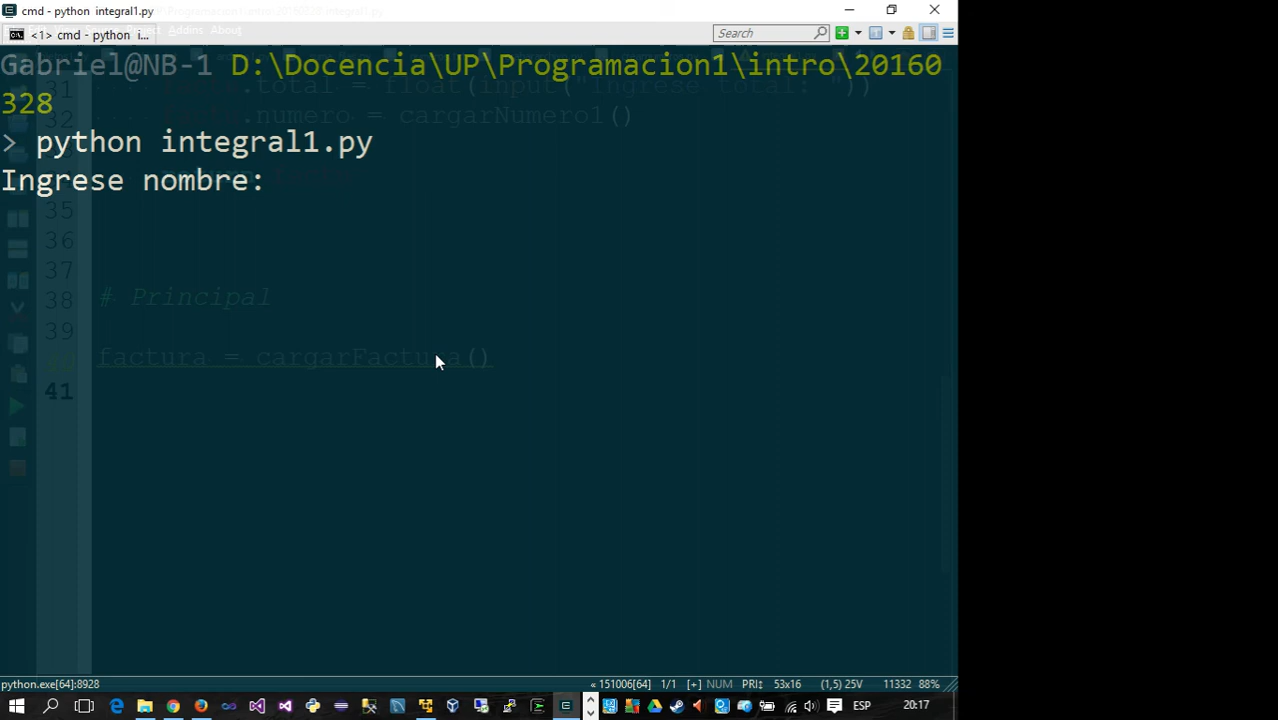 cmd - python integral1.py
<1> cmd - python i...
Search
Gabriel@NB-1 D:\Docencia\UP\Programacion1\intro\20160
328
31 .total = float(input("Ingrese total: "))
32 .numero = cargarNumero1()
> python integral1.py
Ingrese nombre:
35
36
37
38 # Principal
39
factura = cargarFactura()
41
python.exe[64]:8928
« 151006[64] 1/1 [+] NUM PRI↕ 53x16 (1,5) 25V 11332 88%
ESP 20:17